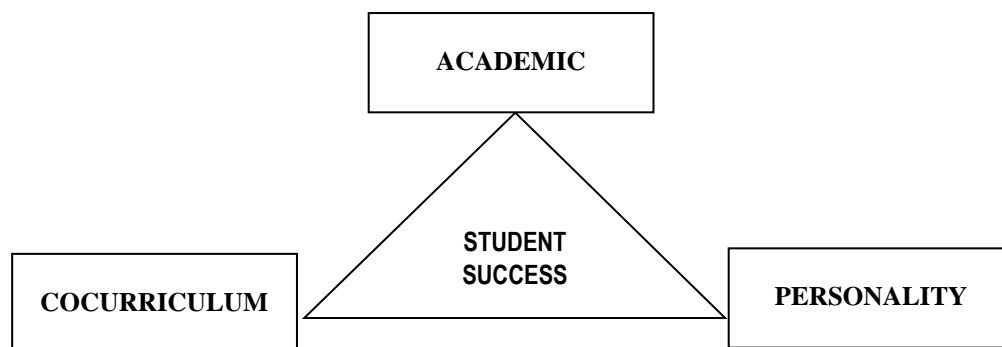 ACADEMIC
STUDENT
SUCCESS
COCURRICULUM
PERSONALITY